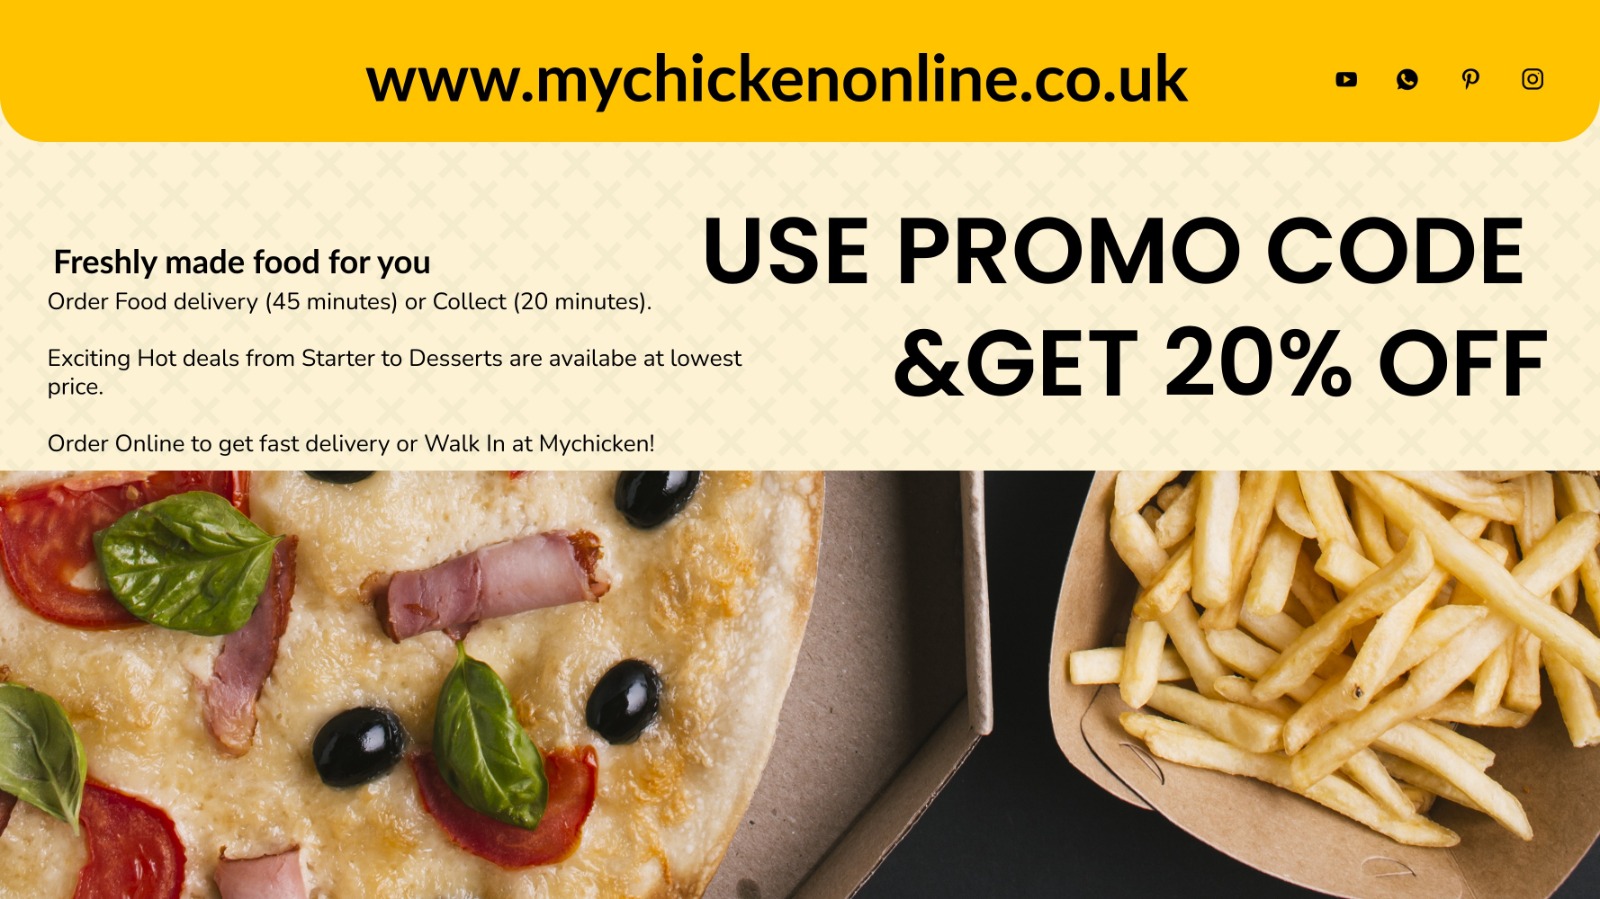 www.mychickenonline.co.uk
Freshly made food for you
Order Food delivery (45 minutes) or Collect (20 minutes).
Exciting Hot deals from Starter to Desserts are availabe at lowest
price.
Order Online to get fast delivery or Walk In at Mychicken!
USE PROMO CODE
&GET 20% OFF